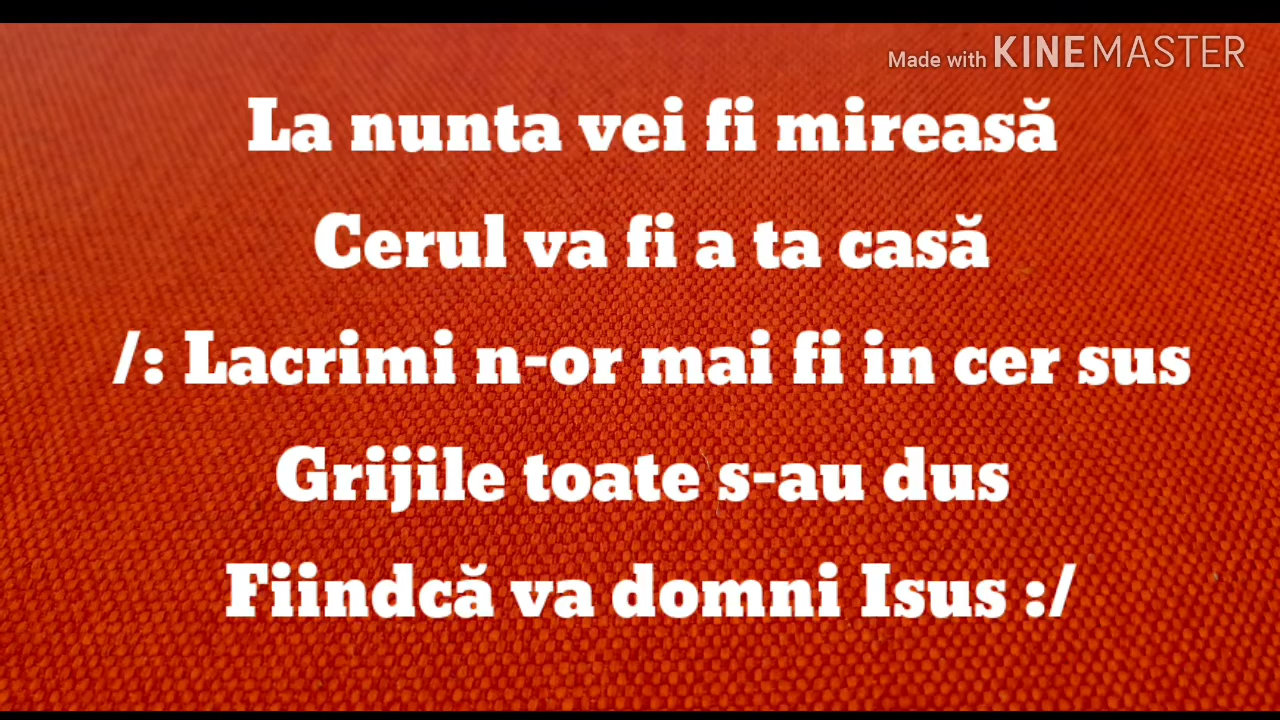 Made with KINEMASTER
La nunta vei fi mireasă
Cerul va fi a ta casă
/: Lacrimi n-or mai fi in cer sus
Grijile toate s-au dus
Fiindcă va domni Isus :/